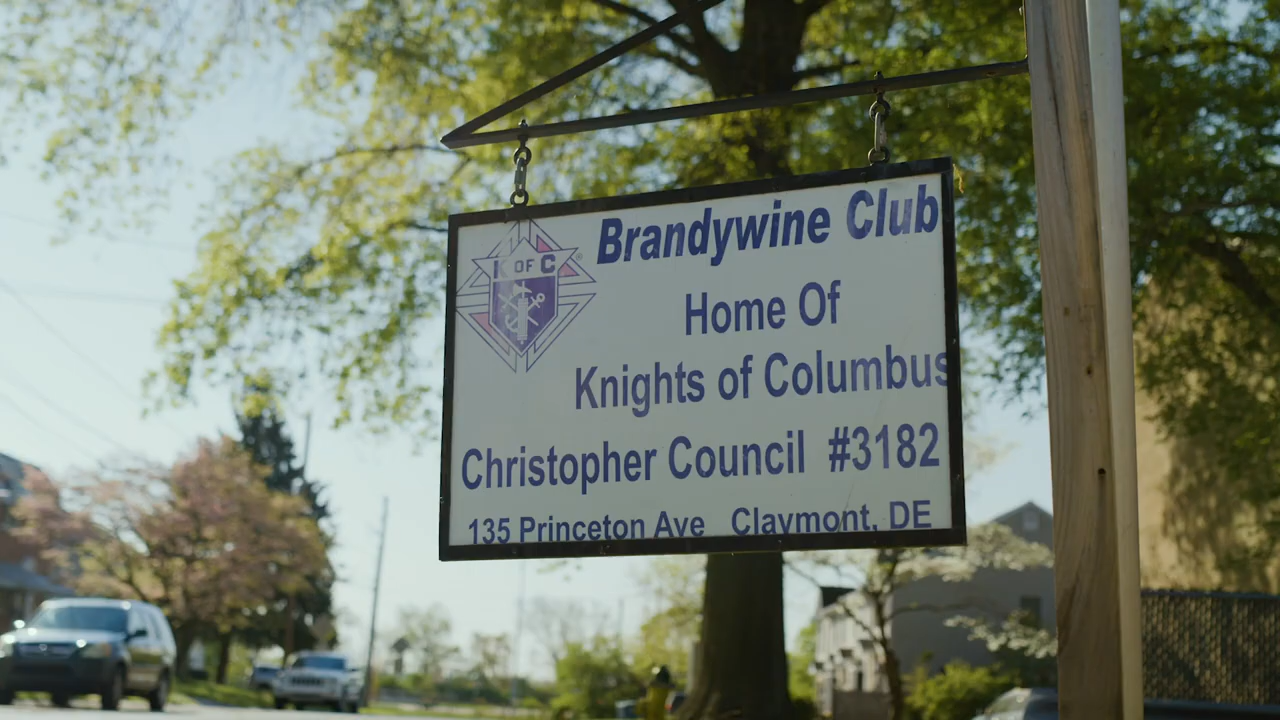 Brandywine Club
K OF C
Home Of
Knights of Columbus
Christopher Council #3182
135 Princeton Ave Claymont, DE